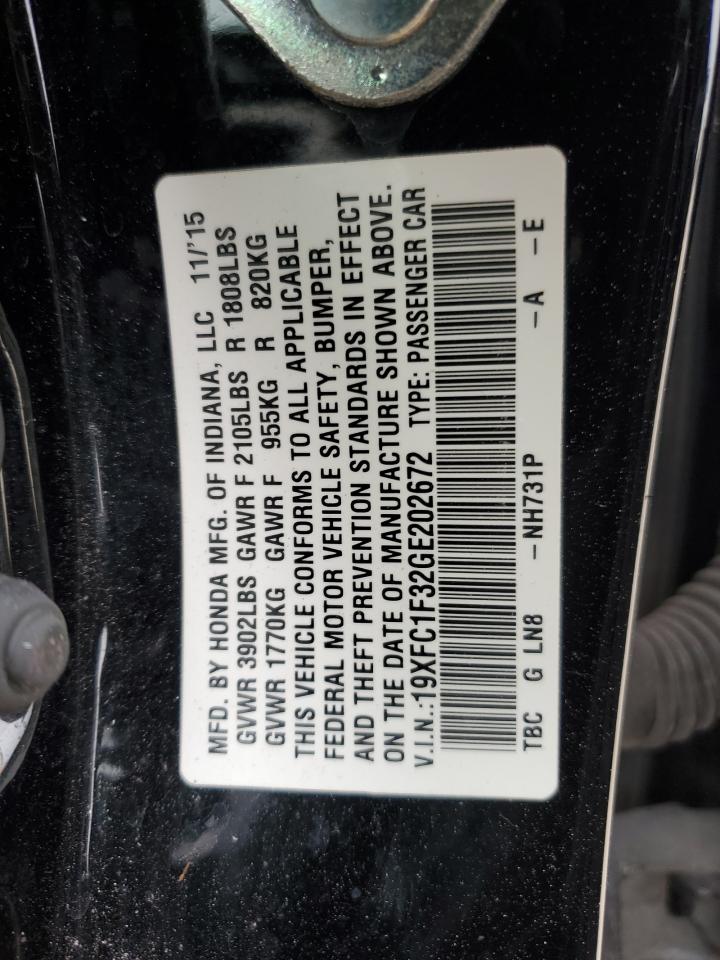 MFD. BY HONDA MFG. OF INDIANA, LLC 11/'15
GVWR 3902LBS GAWR F 2105LBS R 1808LBS
GVWR 1770KG GAWR F 955KG R 820KG
THIS VEHICLE CONFORMS TO ALL APPLICABLE
FEDERAL MOTOR VEHICLE SAFETY, BUMPER,
AND THEFT PREVENTION STANDARDS IN EFFECT
ON THE DATE OF MANUFACTURE SHOWN ABOVE.
V.I.N.:19XFC1F32GE202672 TYPE: PASSENGER CAR
TBC G LN8 -NH731P -A -E